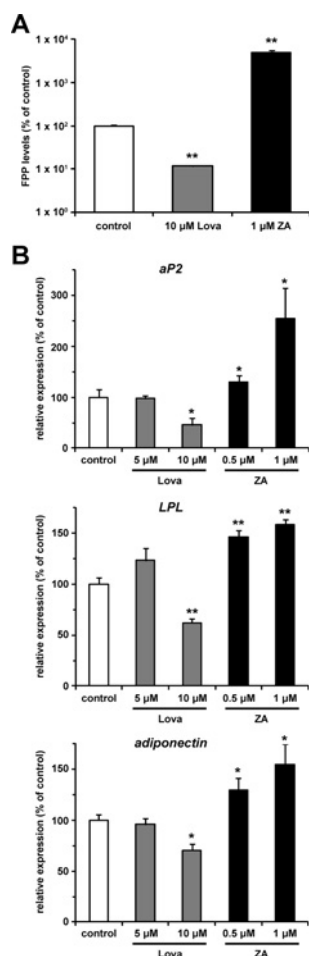 A
FPP levels (% of control)
1 x 10⁴
1 x 10³
1 x 10²
1 x 10¹
1 x 10⁰
**
**
control 10 µM Lova 1 µM ZA
B
aP2
relative expression (% of control)
300
200
100
0
*
*
*
control 5 µM 10 µM 0.5 µM 1 µM
Lova ZA
LPL
relative expression (% of control)
150
100
50
0
**
**
**
control 5 µM 10 µM 0.5 µM 1 µM
Lova ZA
adiponectin
relative expression (% of control)
150
100
50
0
*
*
*
control 5 µM 10 µM 0.5 µM 1 µM
Lova ZA